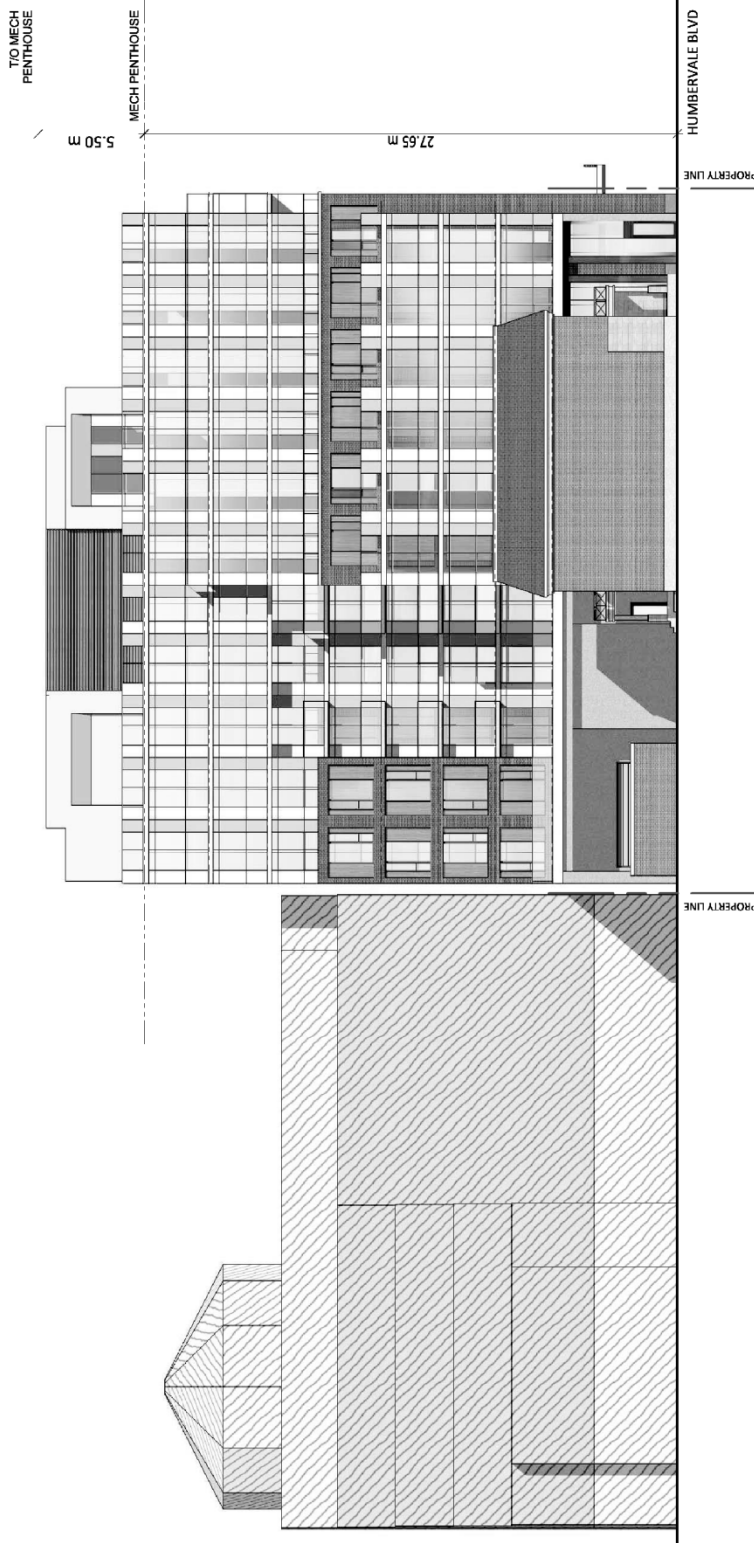 T/O MECH
PENTHOUSE
MECH PENTHOUSE
HUMBERVALE BLVD
5.50 m
27.65 m
PROPERTY LINE
PROPERTY LINE